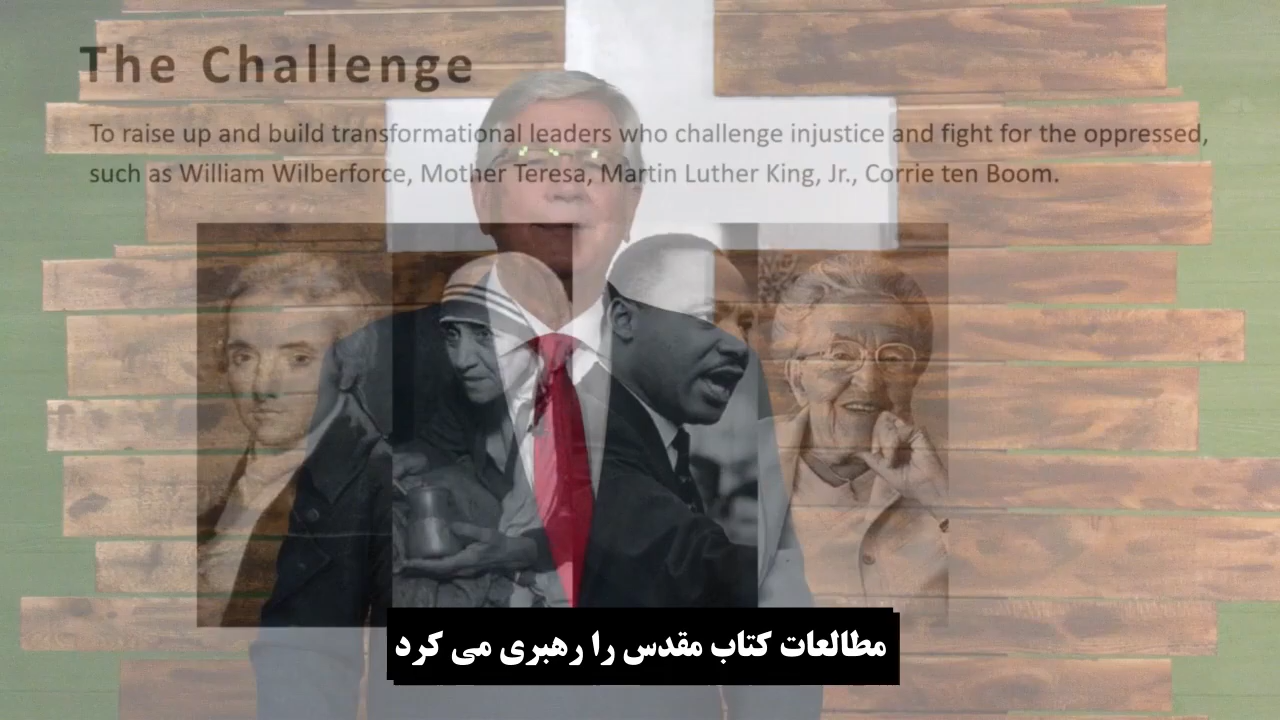 The Challenge
To raise up and build transformational leaders who challenge injustice and fight for the oppressed,
such as William Wilberforce, Mother Teresa, Martin Luther King, Jr., Corrie ten Boom.
مطالعات کتاب مقدس را رهبری می کرد